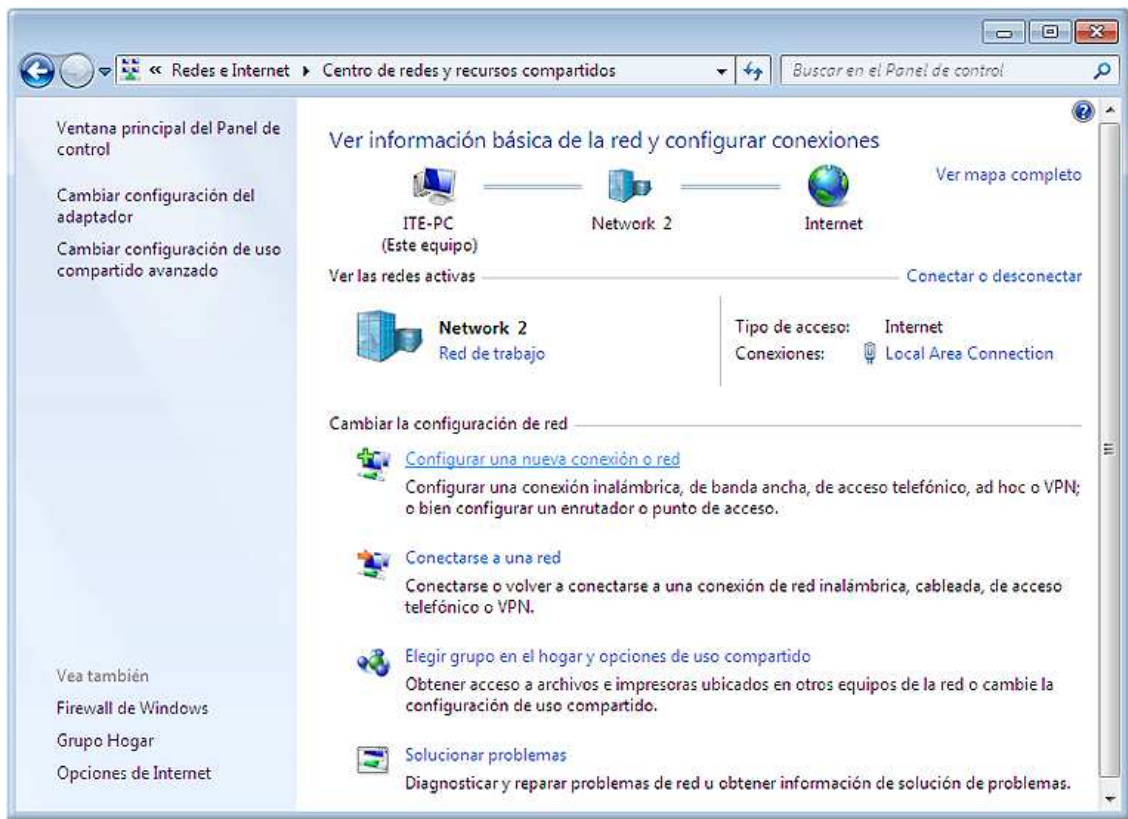 « Redes e Internet ▸ Centro de redes y recursos compartidos
Buscar en el Panel de control
Ventana principal del Panel de
control
Cambiar configuración del
adaptador
Cambiar configuración de uso
compartido avanzado
Vea también
Firewall de Windows
Grupo Hogar
Opciones de Internet
Ver información básica de la red y configurar conexiones
Ver mapa completo
ITE-PC
(Este equipo)
Network 2
Internet
Ver las redes activas
Conectar o desconectar
Network 2
Red de trabajo
Tipo de acceso: Internet
Conexiones: Local Area Connection
Cambiar la configuración de red
Configurar una nueva conexión o red
Configurar una conexión inalámbrica, de banda ancha, de acceso telefónico, ad hoc o VPN;
o bien configurar un enrutador o punto de acceso.
Conectarse a una red
Conectarse o volver a conectarse a una conexión de red inalámbrica, cableada, de acceso
telefónico o VPN.
Elegir grupo en el hogar y opciones de uso compartido
Obtener acceso a archivos e impresoras ubicados en otros equipos de la red o cambie la
configuración de uso compartido.
Solucionar problemas
Diagnosticar y reparar problemas de red u obtener información de solución de problemas.